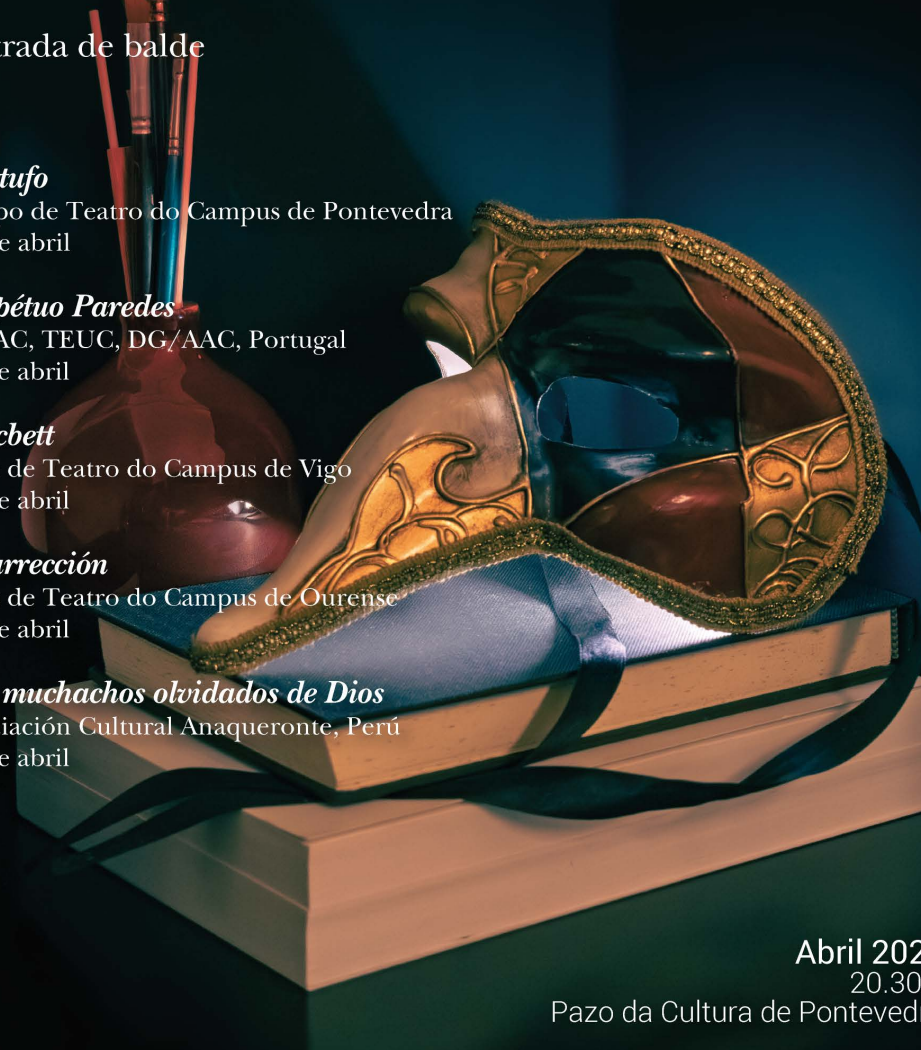 trada de balde
tufo
po de Teatro do Campus de Pontevedra
e abril
pétuo Paredes
AC, TEUC, DG/AAC, Portugal
e abril
cbett
de Teatro do Campus de Vigo
e abril
urrección
de Teatro do Campus de Ourense
e abril
muchachos olvidados de Dios
iación Cultural Anaqueronte, Perú
e abril
Abril 202
20.30
Pazo da Cultura de Ponteved